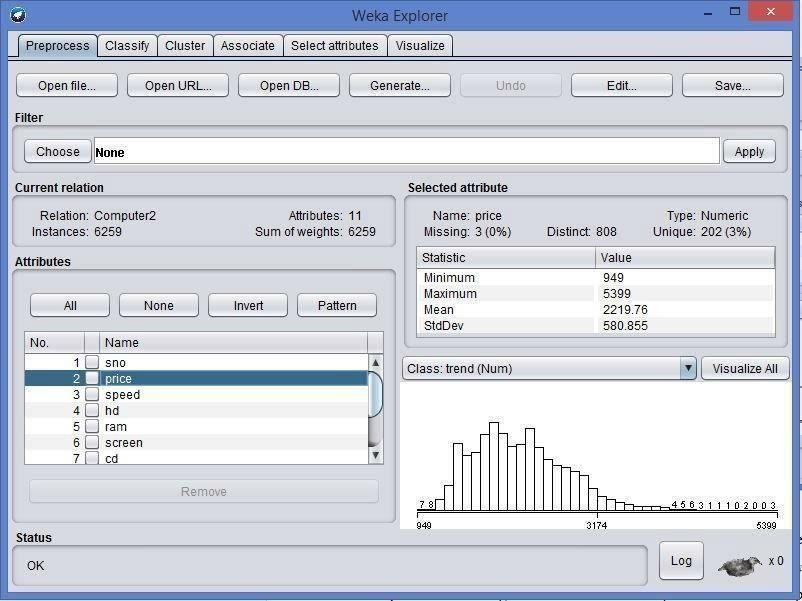 Weka Explorer
Preprocess Classify Cluster Associate Select attributes Visualize
Open file... Open URL... Open DB... Generate... Undo Edit... Save...
Filter
Choose None Apply
Current relation
Relation: Computer2 Attributes: 11
Instances: 6259 Sum of weights: 6259
Attributes
All None Invert Pattern
No. Name
1 sno
2 price
3 speed
4 hd
5 ram
6 screen
7 cd
Remove
Selected attribute
Name: price Type: Numeric
Missing: 3 (0%) Distinct: 808 Unique: 202 (3%)
Statistic Value
Minimum 949
Maximum 5399
Mean 2219.76
StdDev 580.855
Class: trend (Num) Visualize All
7 8 4 5 6 3 1 1 1 1 0 2 0 0 3
949 3174 5399
Status
OK
Log x 0